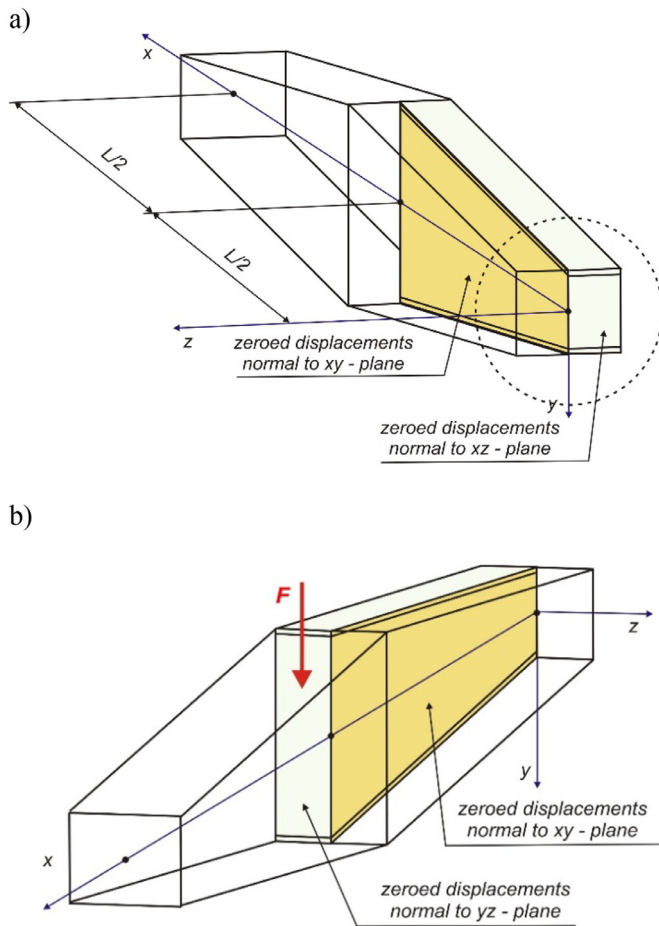 a)
x
L/2
L/2
z
zeroed displacements
normal to xy - plane
y
zeroed displacements
normal to xz - plane
b)
F
z
y
zeroed displacements
normal to xy - plane
x
zeroed displacements
normal to yz - plane